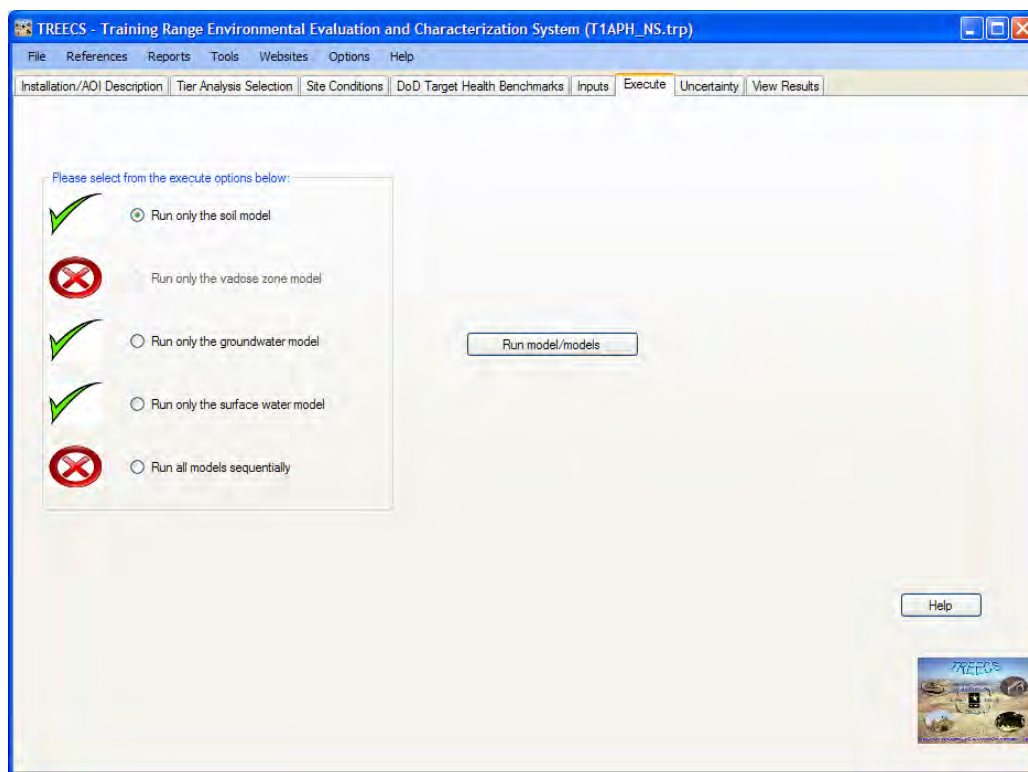 TREECS - Training Range Environmental Evaluation and Characterization System (T1APH_NS.trp)
File References Reports Tools Websites Options Help
Installation/AOI Description Tier Analysis Selection Site Conditions DoD Target Health Benchmarks Inputs Execute Uncertainty View Results
Please select from the execute options below:
Run only the soil model
Run only the vadose zone model
Run only the groundwater model
Run model/models
Run only the surface water model
Run all models sequentially
Help
TREECS